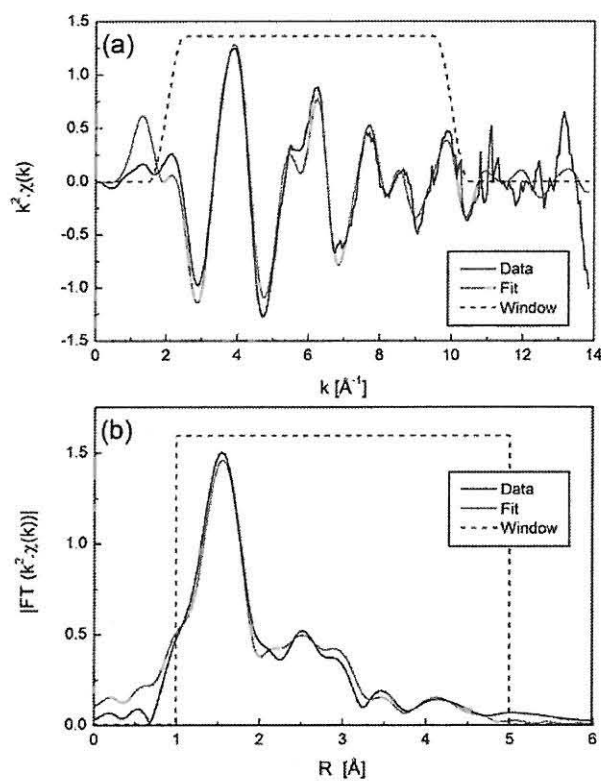 (a)
1.5
1.0
0.5
0.0
-0.5
-1.0
-1.5
k².χ(k)
Data
Fit
Window
0 2 4 6 8 10 12 14
k [Å⁻¹]
(b)
1.5
1.0
0.5
0.0
|FT (k².χ(k))|
Data
Fit
Window
0 1 2 3 4 5 6
R [Å]